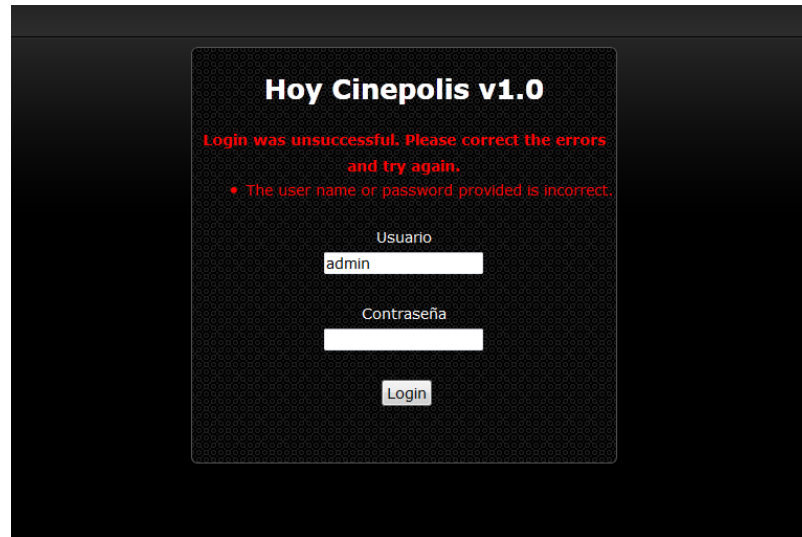 Hoy Cinepolis v1.0
Login was unsuccessful. Please correct the errors
and try again.
• The user name or password provided is incorrect.
Usuario
admin
Contraseña
Login